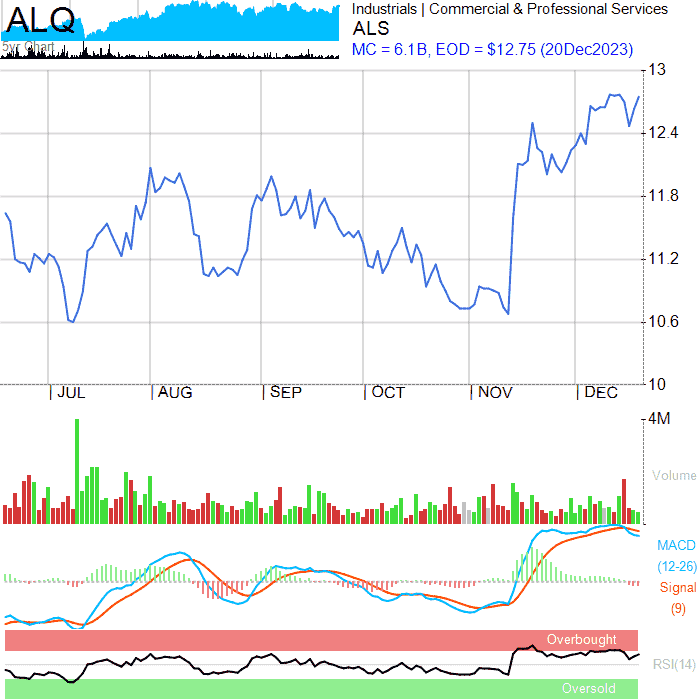 ALQ
5yr Chart
Industrials | Commercial & Professional Services
ALS
MC = 6.1B, EOD = $12.75 (20Dec2023)
13
12.4
11.8
11.2
10.6
10
JUL AUG SEP OCT NOV DEC
4M
Volume
MACD
(12-26)
Signal
(9)
Overbought
RSI(14)
Oversold